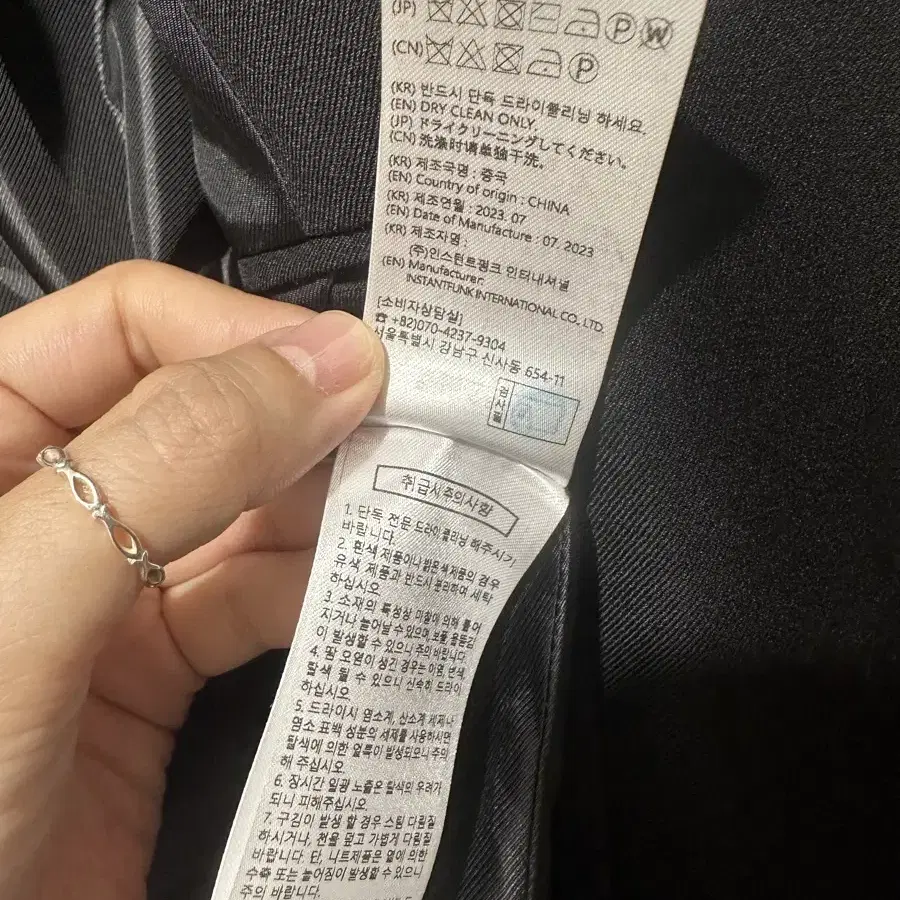 (JP)
(CN)
(KR) 반드시 단독 드라이클리닝 하세요.
(EN) DRY CLEAN ONLY
(JP) ドライクリーニングしてください。
(CN) 洗涤时请单独干洗。
(KR) 제조국명 : 중국
(EN) Country of origin : CHINA
(KR) 제조연월 : 2023. 07
(EN) Date of Manufacture : 07. 2023
(KR) 제조자명 :
(주)인스턴트펑크 인터내셔널
(EN) Manufacturer
INSTANTFUNK INTERNATIONAL CO., LTD.
[소비자상담실]
☎ +82)070-4237-9304
서울특별시 강남구 신사동 654-11
검사필
취급시주의사항
1. 단독 전문 드라이 클리닝 해주시기
바랍니다.
2. 흰색 제품이나 밝은색 제품의 경우
유색 제품과 반드시 분리하여 세탁
하십시오
3. 소재의 특성상 마찰에 의해 뜯어
지거나 늘어날 수 있으며 보풀, 올뜯김
이 발생할 수 있으니 주의 바랍니다
4. 땀 오염이 생긴 경우는 이염, 변색,
탈색 될 수 있으니 신속히 드라이
하십시오.
5. 드라이시 염소계, 산소계 세제나
염소 표백 성분의 세제를 사용하시면
탈색에 의한 얼룩이 발생되오니 주의
해 주십시오.
6. 장시간 일광 노출은 탈색의 우려가
되니 피해주십시오
7. 구김이 발생 할 경우 스팀 다림질
하시거나, 천을 덮고 가볍게 다림질
바랍니다. 단, 니트제품은 열에 의한
수축 또는 늘어짐이 발생할 수 있으니
주의 바랍니다.